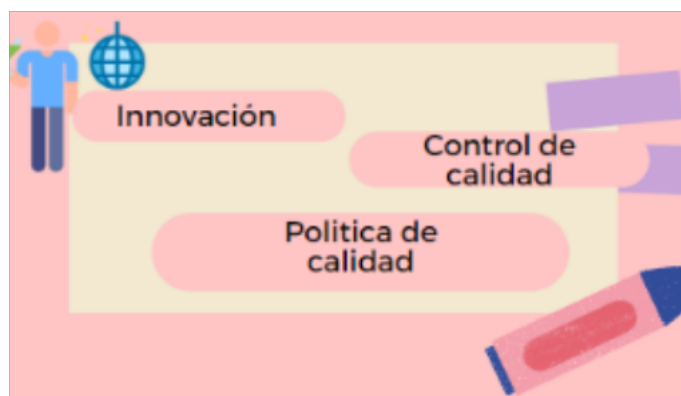 Innovación
Control de
calidad
Politica de
calidad